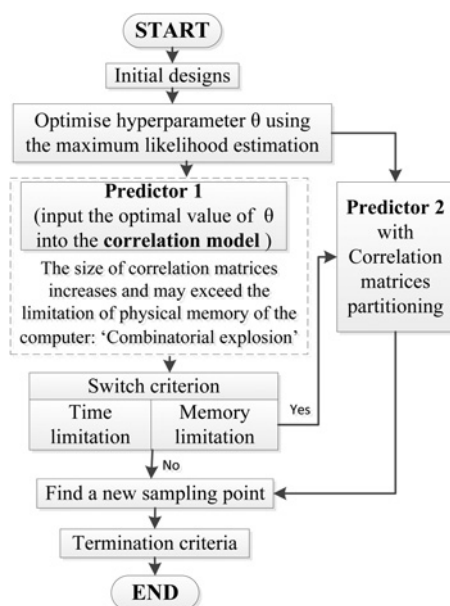 START
Initial designs
Optimise hyperparameter θ using
the maximum likelihood estimation
Predictor 1
(input the optimal value of θ
into the correlation model )
The size of correlation matrices
increases and may exceed the
limitation of physical memory of the
computer: ‘Combinatorial explosion’
Predictor 2
with
Correlation
matrices
partitioning
Switch criterion
Time
limitation
Memory
limitation
Yes
No
Find a new sampling point
Termination criteria
END